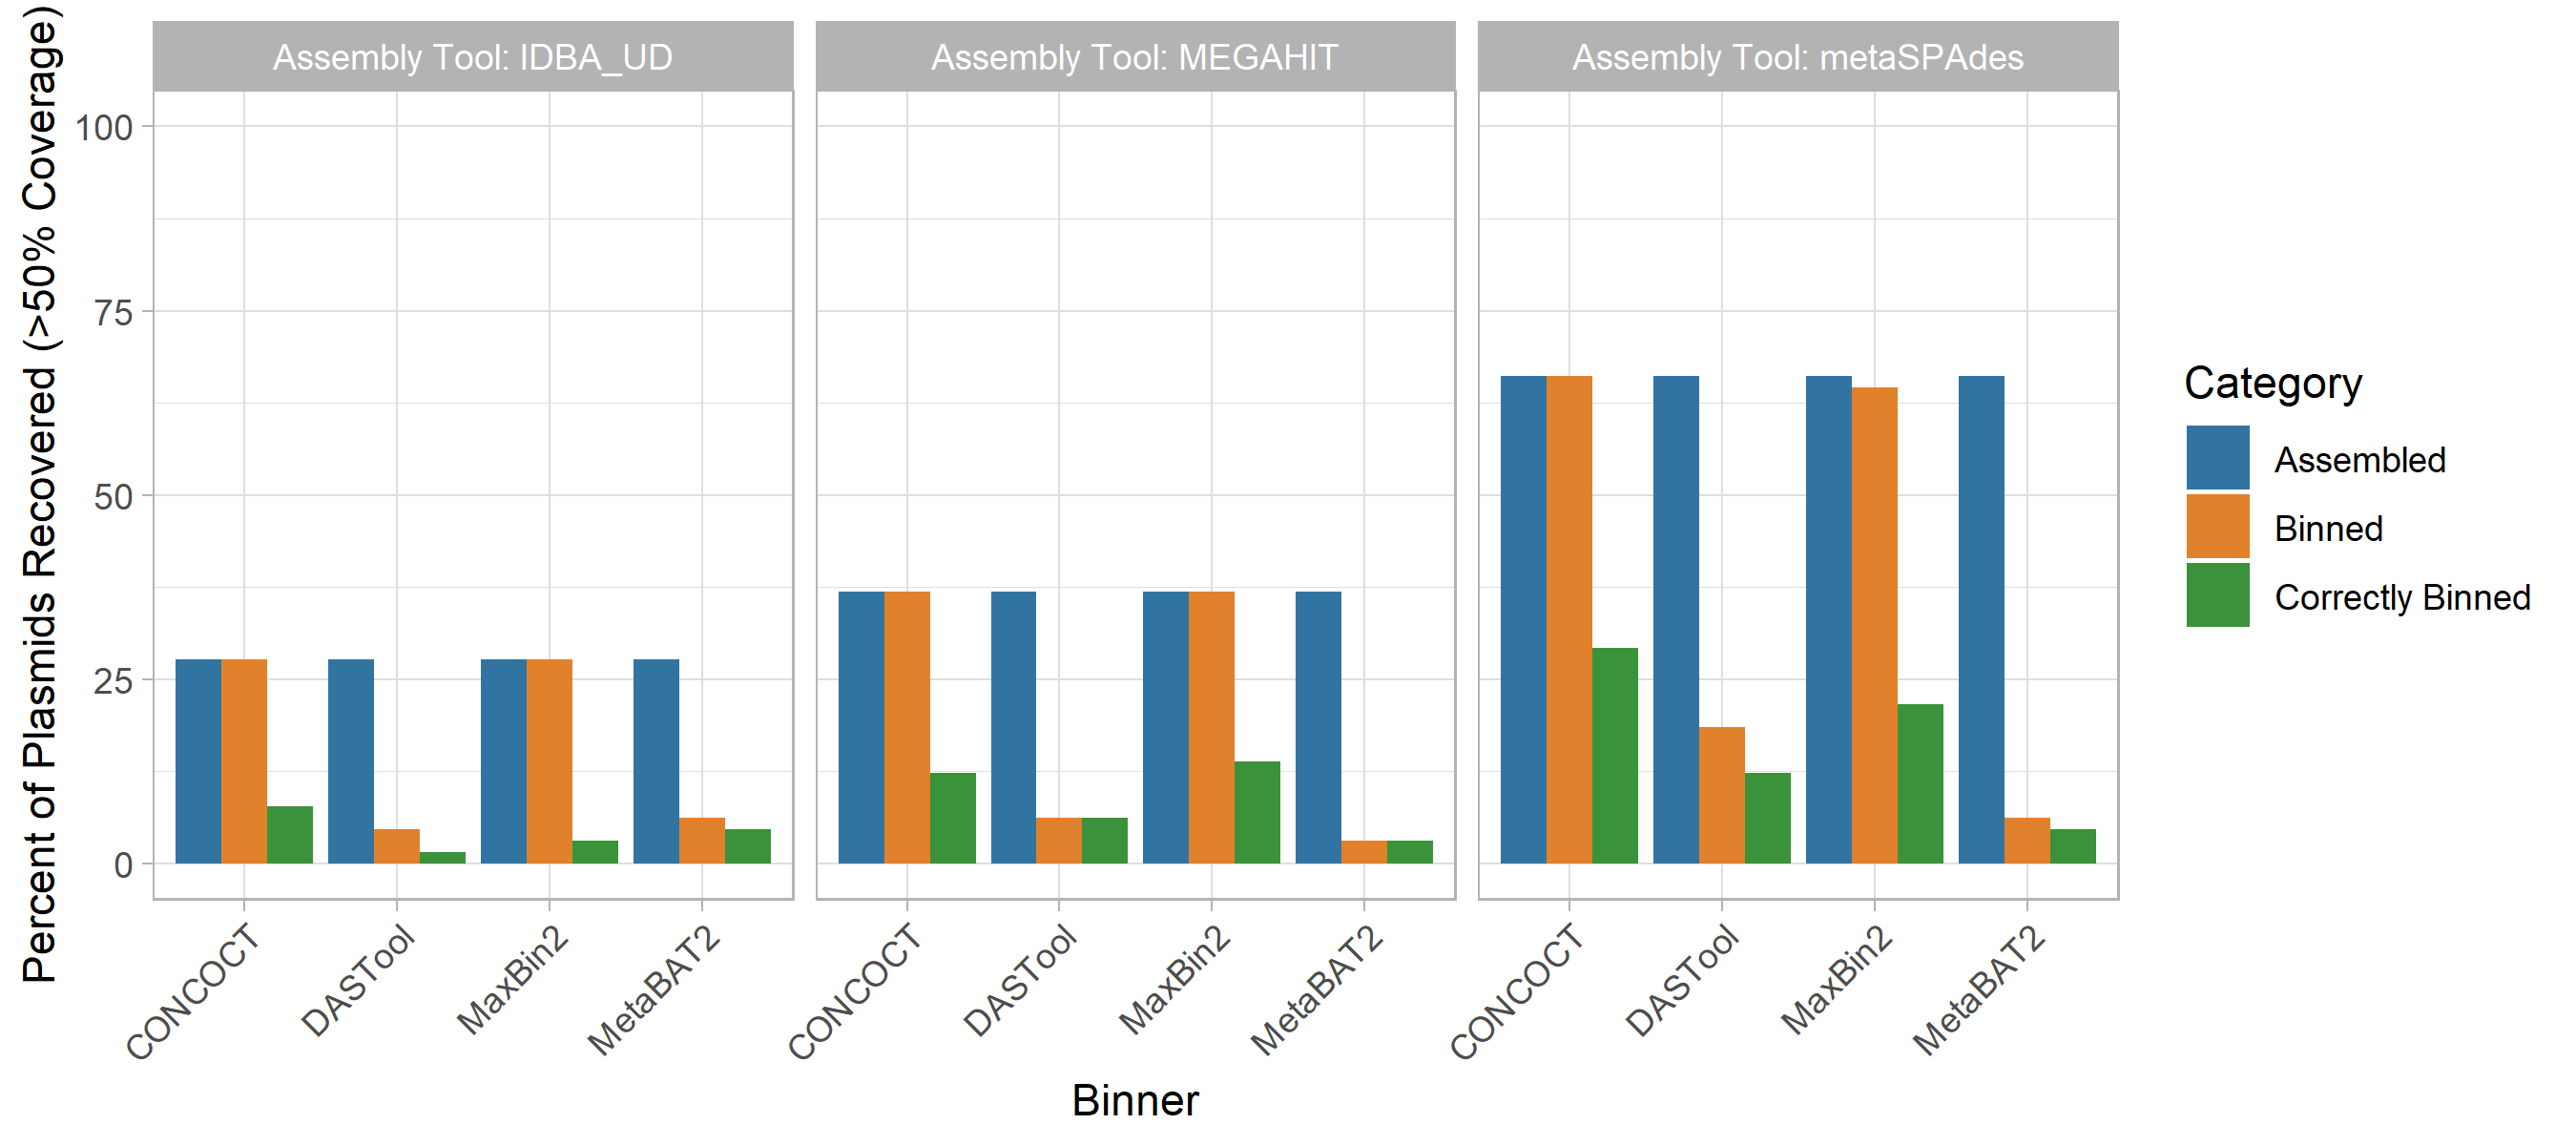 Percent of Plasmids Recovered (>50% Coverage)
Assembly Tool: IDBA_UD
Assembly Tool: MEGAHIT
Assembly Tool: metaSPAdes
100
75
50
25
0
CONCOCT
DASTool
MaxBin2
MetaBAT2
CONCOCT
DASTool
MaxBin2
MetaBAT2
CONCOCT
DASTool
MaxBin2
MetaBAT2
Binner
Category
Assembled
Binned
Correctly Binned